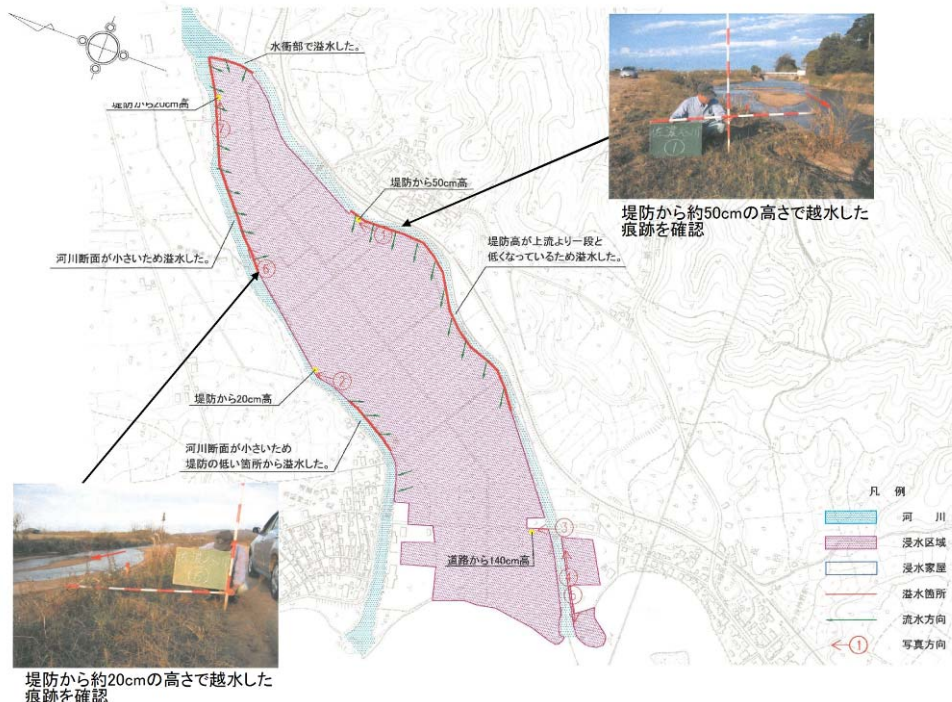 水衝部で溢水した。
堤防から20cm高
⑦
堤防から50cm高
⑤
堤防高が上流より一段と
低くなっているため溢水した。
①
堤防から約50cmの高さで越水した
痕跡を確認
河川断面が小さいため溢水した。
⑥
②
堤防から20cm高
河川断面が小さいため
堤防の低い箇所から溢水した。
③
道路から140cm高
堤防から約20cmの高さで越水した
痕跡を確認
凡 例
河 川
浸水区域
浸水家屋
溢水箇所
流水方向
① 写真方向